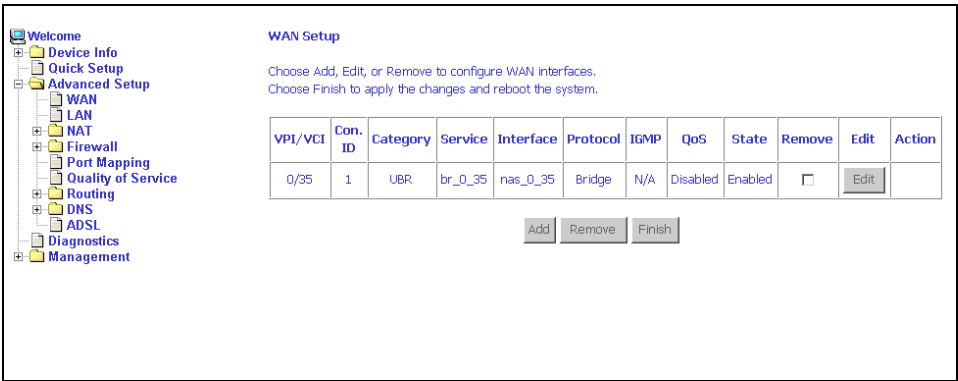 Welcome
Device Info
Quick Setup
Advanced Setup
WAN
LAN
NAT
Firewall
Port Mapping
Quality of Service
Routing
DNS
ADSL
Diagnostics
Management
WAN Setup
Choose Add, Edit, or Remove to configure WAN interfaces.
Choose Finish to apply the changes and reboot the system.
VPI/VCI Con. ID Category Service Interface Protocol IGMP QoS State Remove Edit Action
0/35 1 UBR br_0_35 nas_0_35 Bridge N/A Disabled Enabled Edit
Add Remove Finish